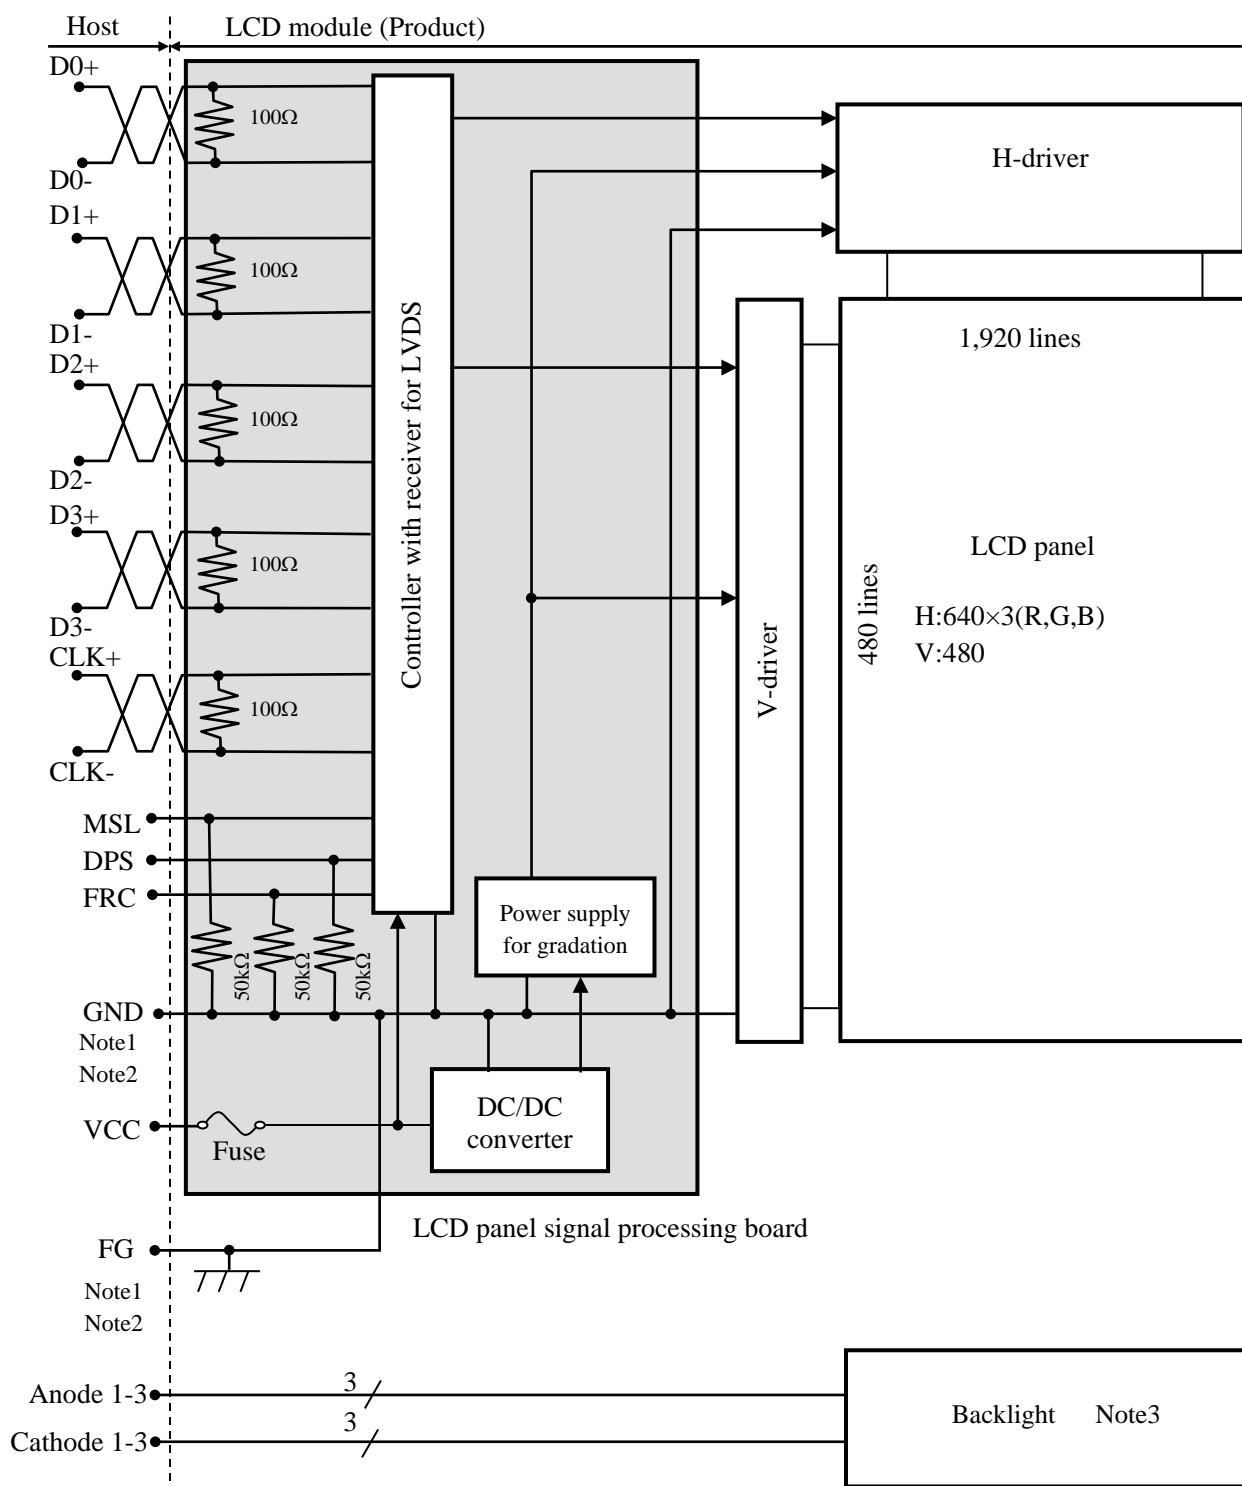 Host
LCD module (Product)
D0+
100Ω
D0-
D1+
100Ω
D1-
D2+
100Ω
D2-
D3+
100Ω
D3-
CLK+
100Ω
CLK-
MSL
DPS
FRC
50kΩ
50kΩ
50kΩ
GND
Note1
Note2
VCC
Fuse
FG
Note1
Note2
Controller with receiver for LVDS
Power supply
for gradation
DC/DC
converter
LCD panel signal processing board
H-driver
V-driver
1,920 lines
480 lines
LCD panel
H:640×3(R,G,B)
V:480
Anode 1-3
3
Cathode 1-3
3
Backlight Note3